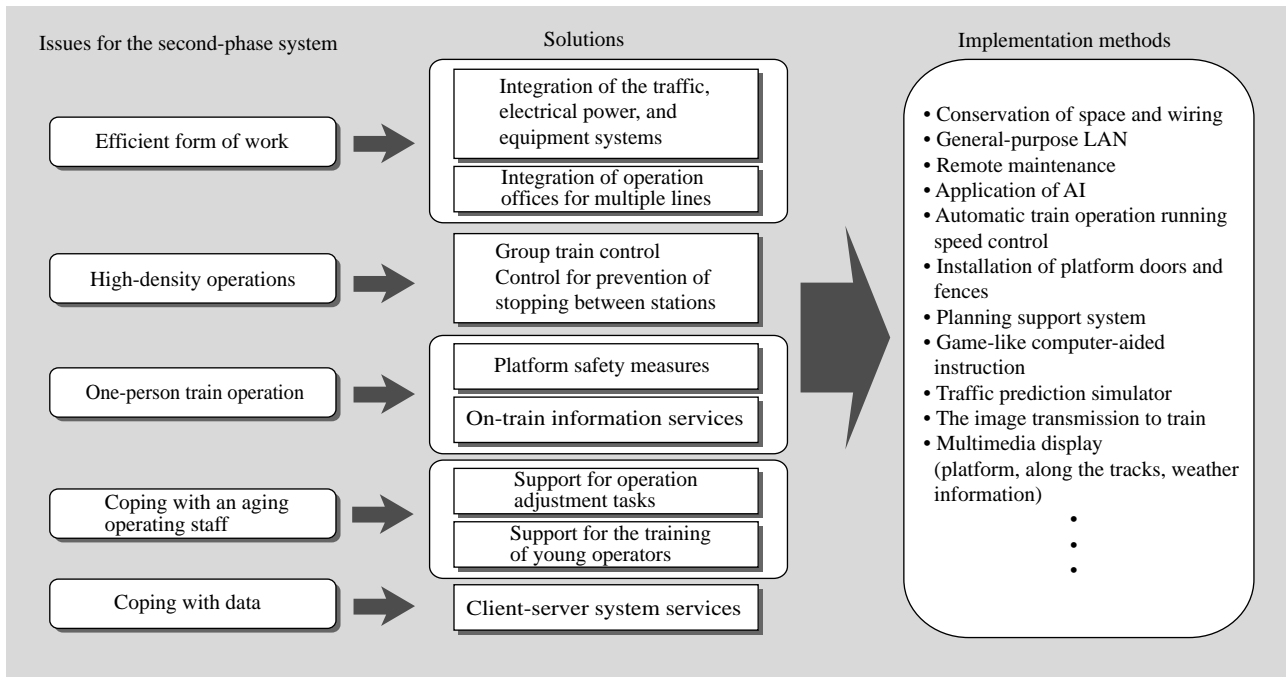 Issues for the second-phase system
Solutions
Implementation methods
Efficient form of work
Integration of the traffic,
electrical power, and
equipment systems
Integration of operation
offices for multiple lines
High-density operations
Group train control
Control for prevention of
stopping between stations
One-person train operation
Platform safety measures
On-train information services
Coping with an aging
operating staff
Support for operation
adjustment tasks
Support for the training
of young operators
Coping with data
Client-server system services
• Conservation of space and wiring
• General-purpose LAN
• Remote maintenance
• Application of AI
• Automatic train operation running
speed control
• Installation of platform doors and
fences
• Planning support system
• Game-like computer-aided
instruction
• Traffic prediction simulator
• The image transmission to train
• Multimedia display
(platform, along the tracks, weather
information)
•
•
•